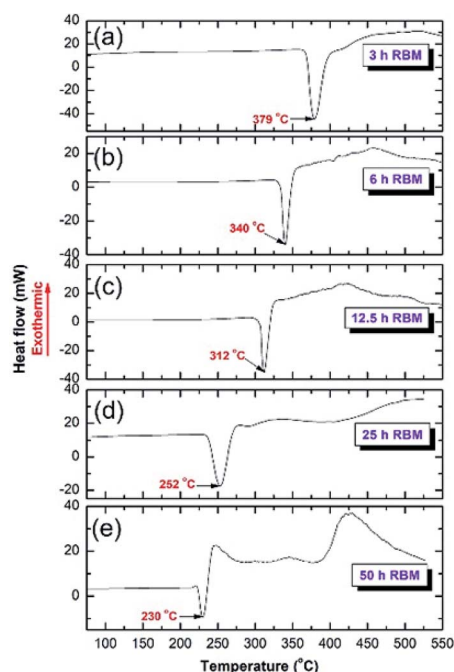 (a)
3 h RBM
379 °C
40
20
0
-20
-40
(b)
6 h RBM
340 °C
20
0
-20
-40
(c)
12.5 h RBM
312 °C
40
20
0
-20
-40
(d)
25 h RBM
252 °C
40
20
0
-20
(e)
50 h RBM
230 °C
40
20
0
Heat flow (mW)
Exothermic
100 150 200 250 300 350 400 450 500 550
Temperature (°C)